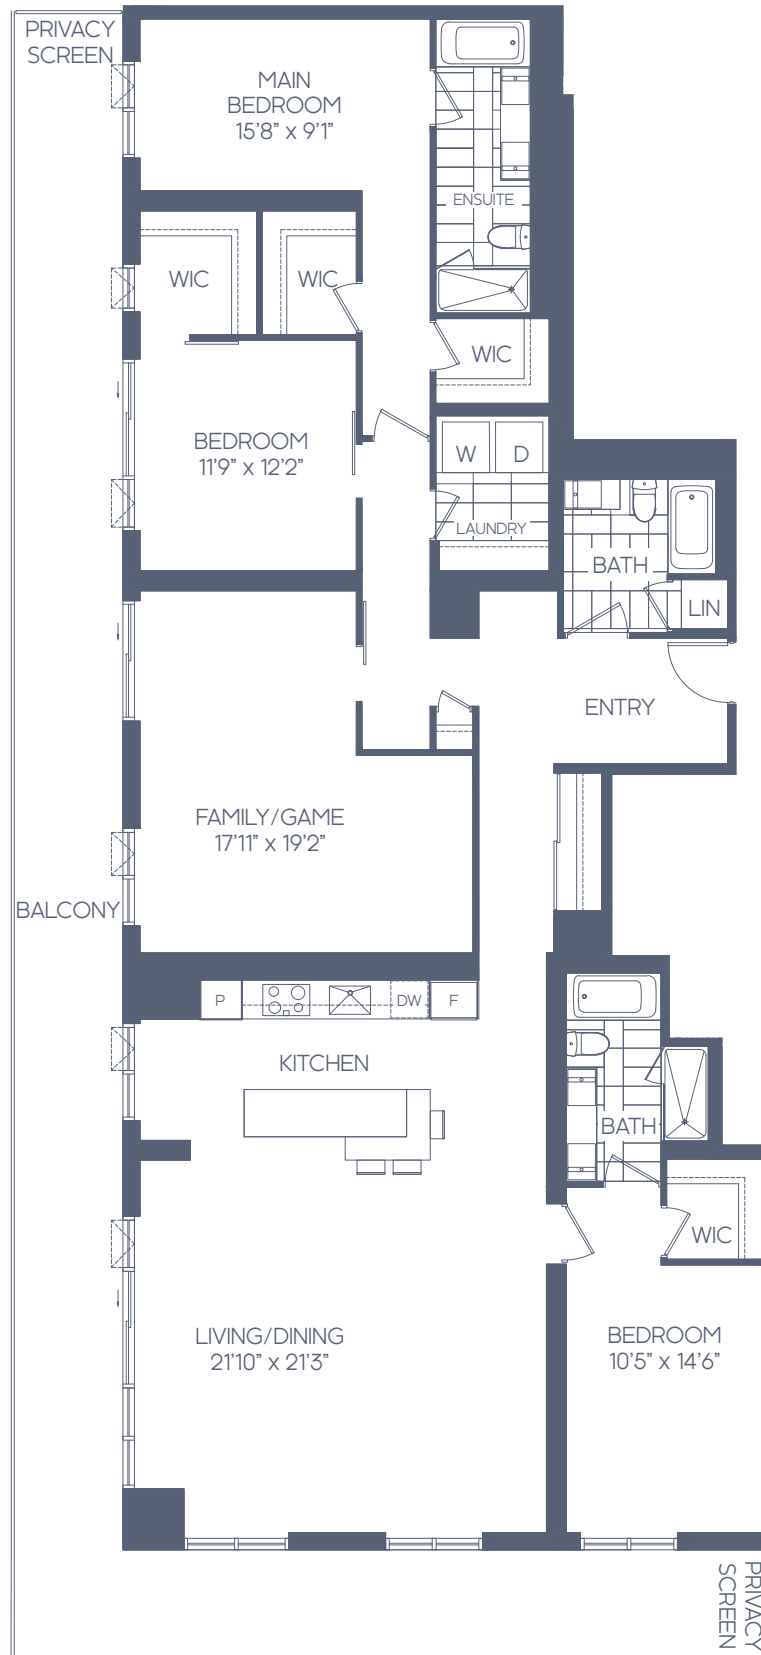 PRIVACY
SCREEN
MAIN
BEDROOM
15'8" x 9'1"
ENSUITE
WIC
WIC
WIC
BEDROOM
11'9" x 12'2"
W
D
LAUNDRY
BATH
LIN
ENTRY
FAMILY/GAME
17'11" x 19'2"
BALCONY
P
DW
F
KITCHEN
BATH
WIC
LIVING/DINING
21'10" x 21'3"
BEDROOM
10'5" x 14'6"
PRIVACY
SCREEN